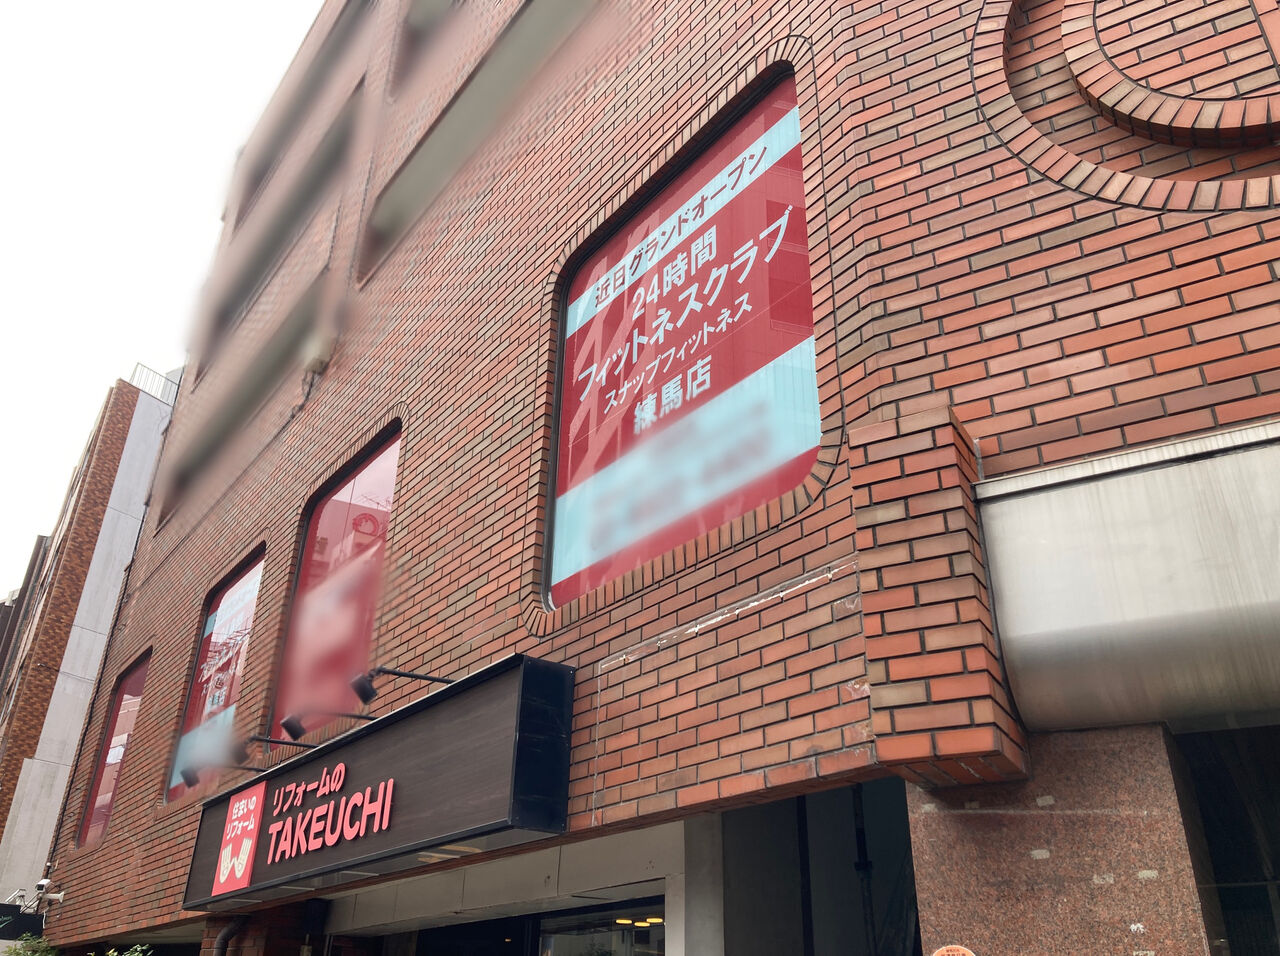 近日グランドオープン
24時間
フィットネスクラブ
スナップフィットネス
練馬店
住まいの
リフォーム
リフォームの
TAKEUCHI